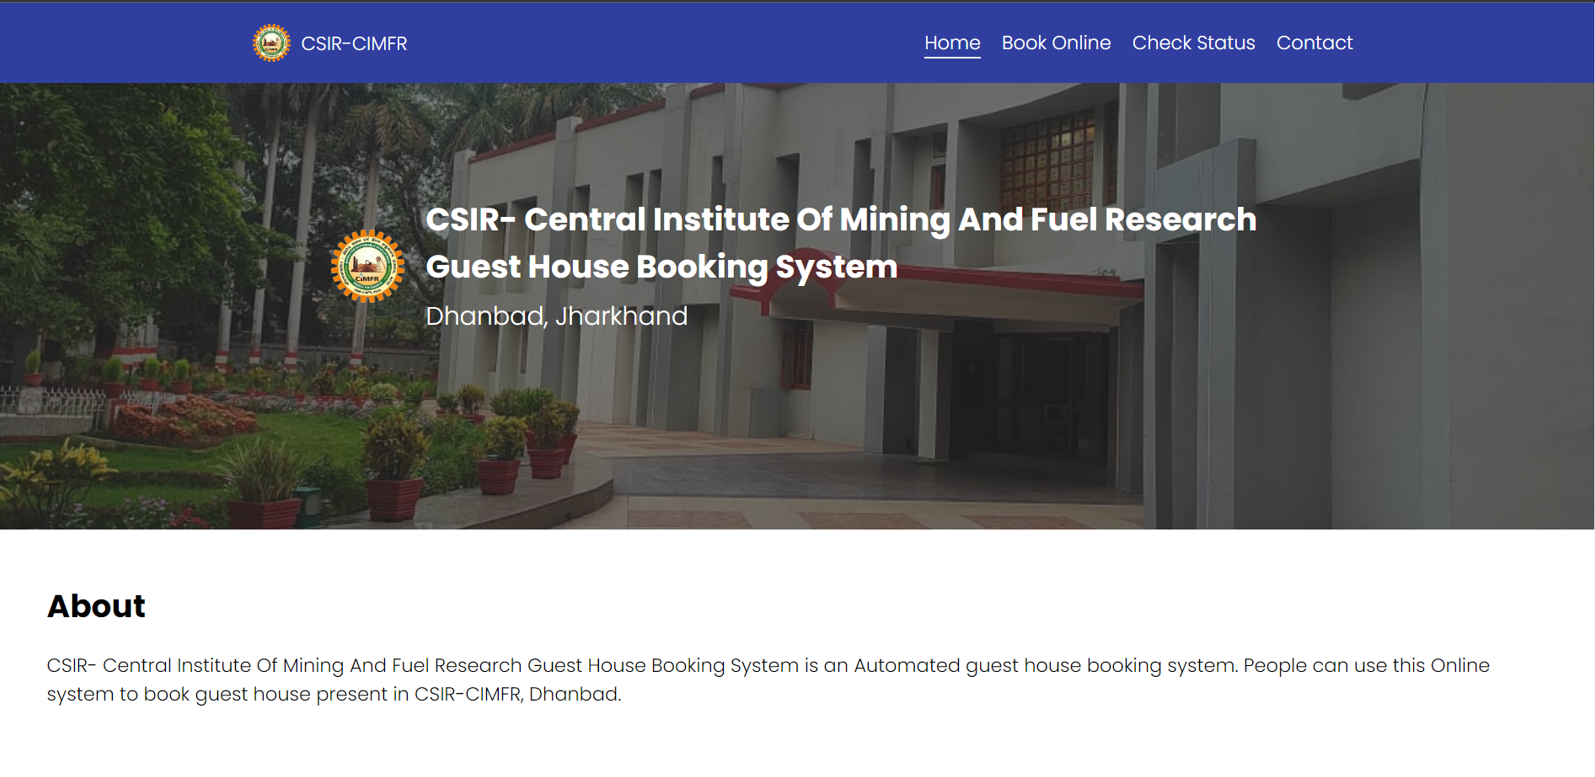 CSIR-CIMFR
Home Book Online Check Status Contact
CSIR- Central Institute Of Mining And Fuel Research
Guest House Booking System
CIMFR
Dhanbad, Jharkhand
About
CSIR- Central Institute Of Mining And Fuel Research Guest House Booking System is an Automated guest house booking system. People can use this Online
system to book guest house present in CSIR-CIMFR, Dhanbad.